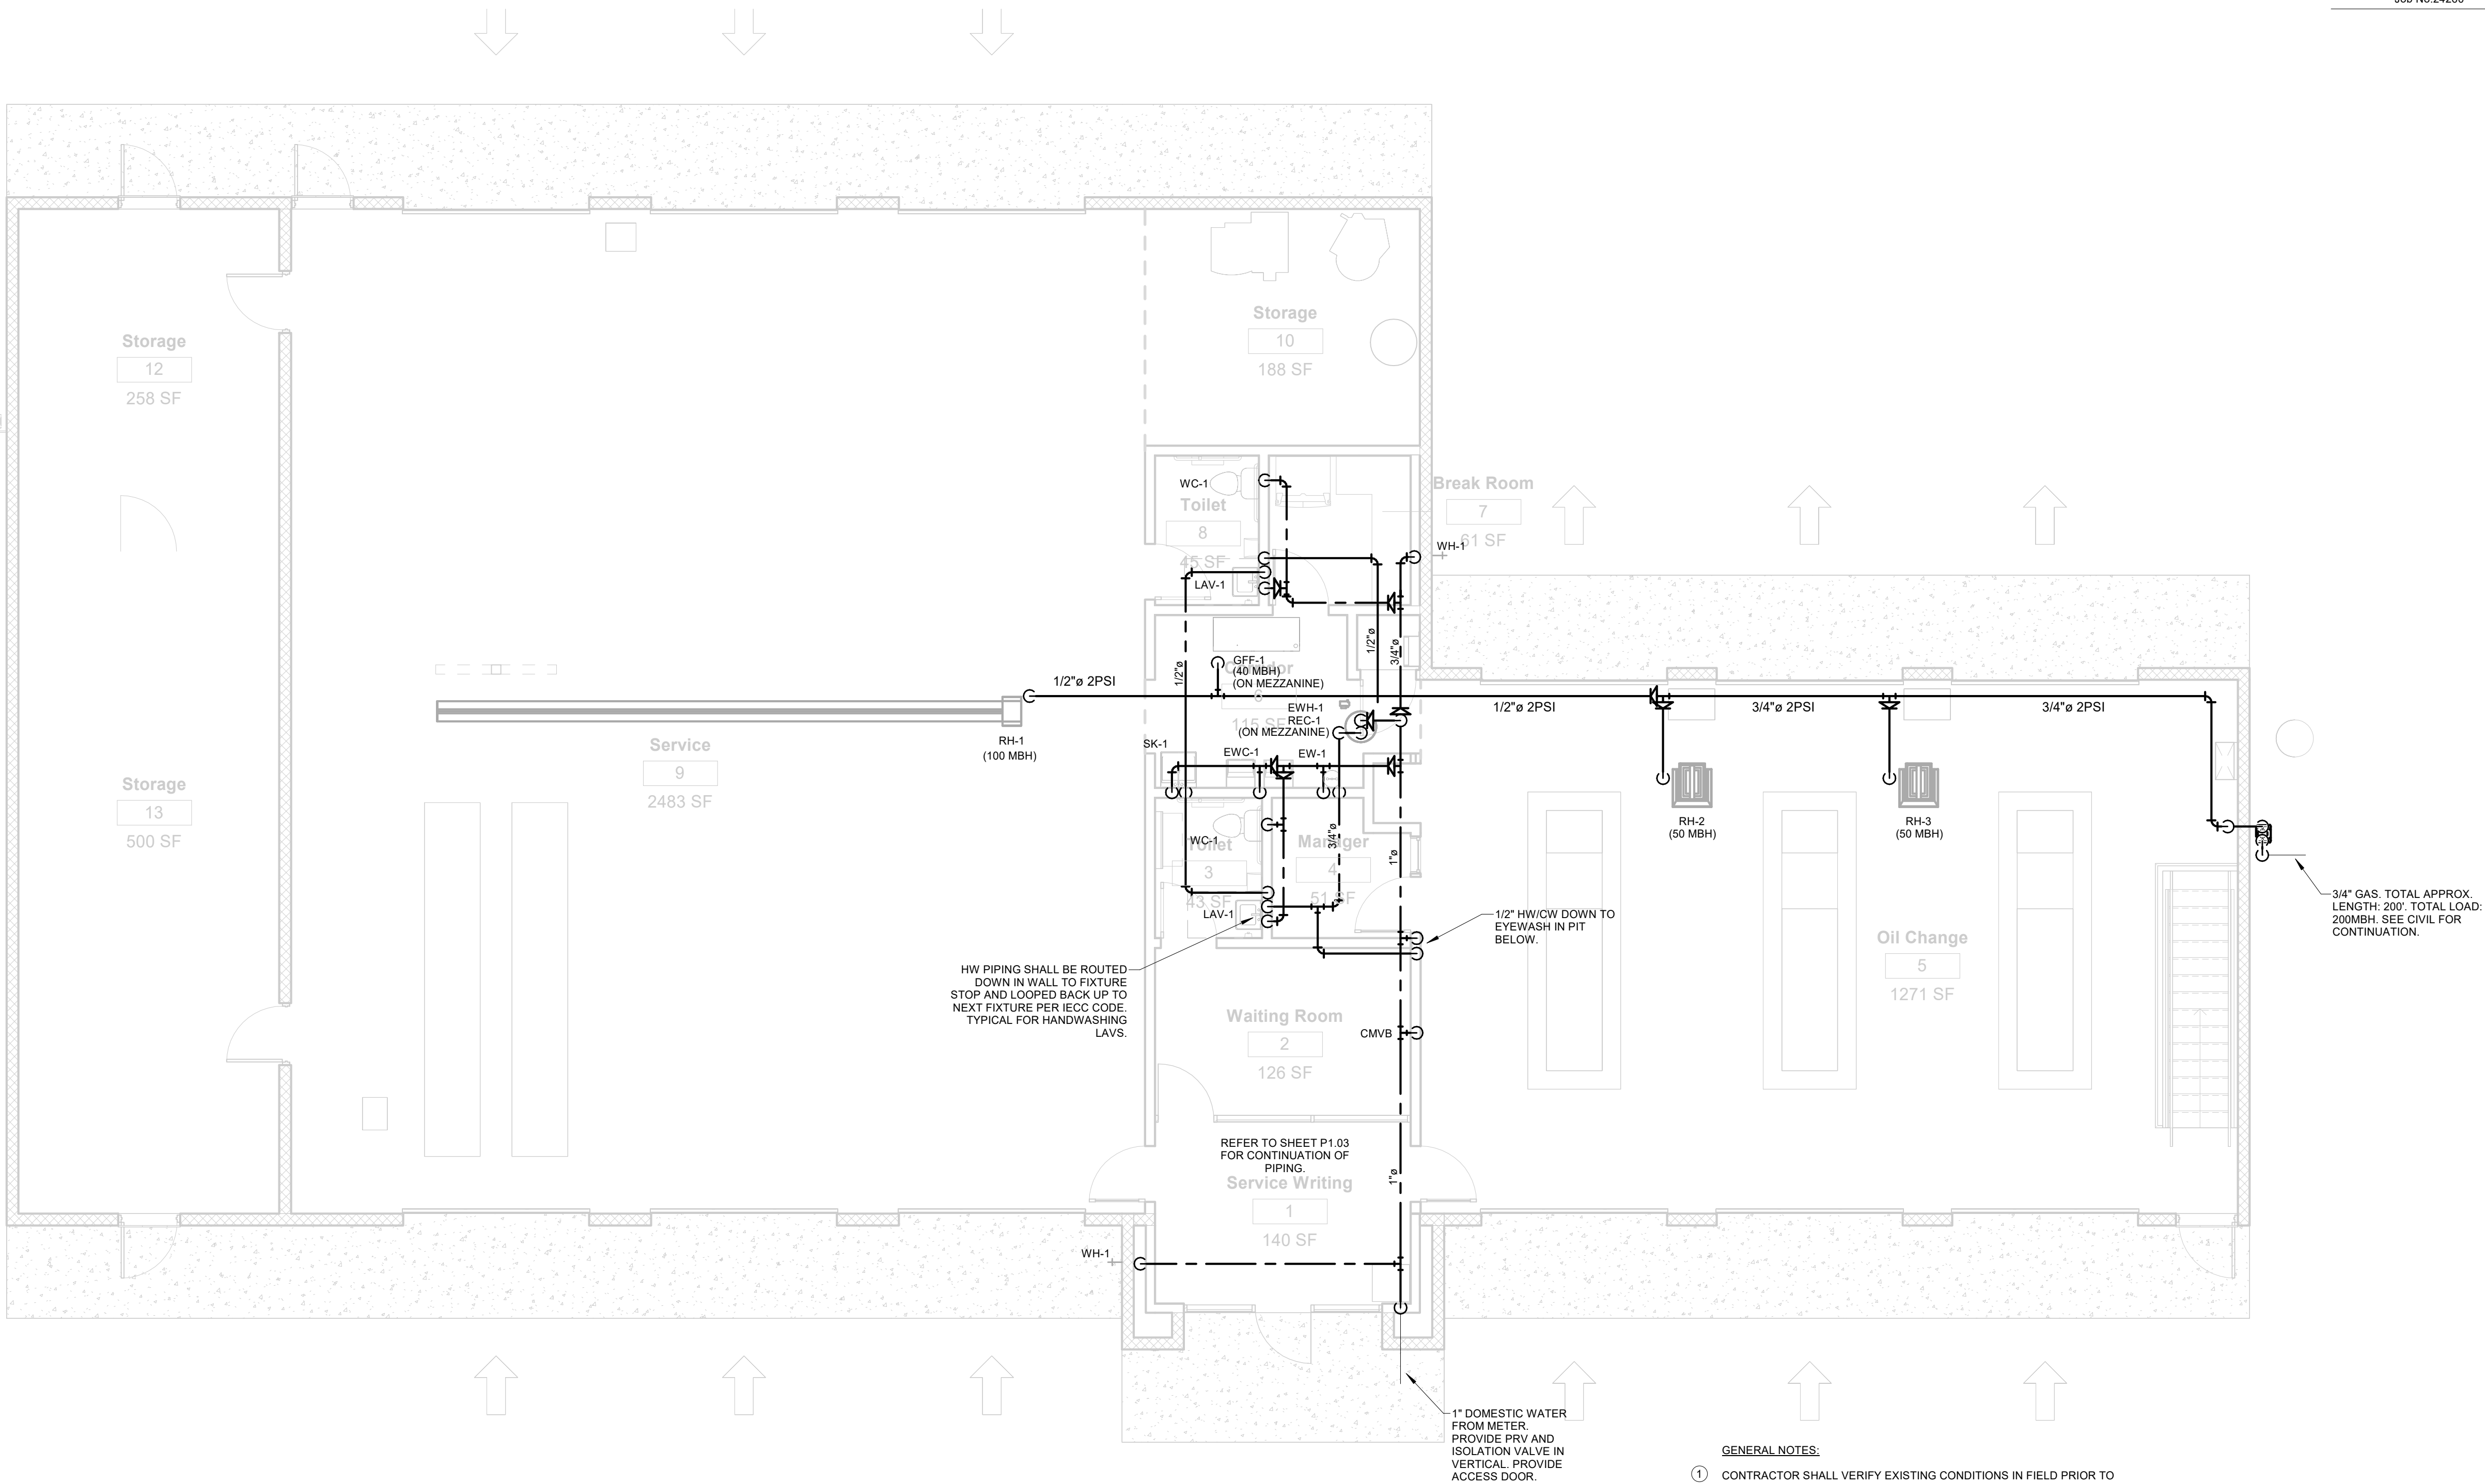 Storage
12
258 SF
Storage
10
188 SF
WC-1
Toilet
8
45 SF
LAV-1
Break Room
7
61 SF
WH-1
1/2"ø
1/2"ø
3/4"ø
GFF-1
(40 MBH)
(ON MEZZANINE)
115 SF
1/2"ø 2PSI
EWH-1
REC-1
(ON MEZZANINE)
1/2"ø 2PSI
3/4"ø 2PSI
3/4"ø 2PSI
RH-1
(100 MBH)
Service
9
2483 SF
SK-1
EWC-1
EW-1
Storage
13
500 SF
WC-1
Toilet
3
43 SF
LAV-1
3/4"ø
Manager
4
51 SF
1"ø
RH-2
(50 MBH)
RH-3
(50 MBH)
3/4" GAS. TOTAL APPROX.
LENGTH: 200'. TOTAL LOAD:
200MBH. SEE CIVIL FOR
CONTINUATION.
1/2" HW/CW DOWN TO
EYEWASH IN PIT
BELOW.
Oil Change
5
1271 SF
HW PIPING SHALL BE ROUTED
DOWN IN WALL TO FIXTURE
STOP AND LOOPED BACK UP TO
NEXT FIXTURE PER IECC CODE.
TYPICAL FOR HANDWASHING
LAVS.
Waiting Room
2
126 SF
CMVB
REFER TO SHEET P1.03
FOR CONTINUATION OF
PIPING.
1"ø
Service Writing
1
140 SF
WH-1
1" DOMESTIC WATER
FROM METER.
PROVIDE PRV AND
ISOLATION VALVE IN
VERTICAL. PROVIDE
ACCESS DOOR.
GENERAL NOTES:
1 CONTRACTOR SHALL VERIFY EXISTING CONDITIONS IN FIELD PRIOR TO